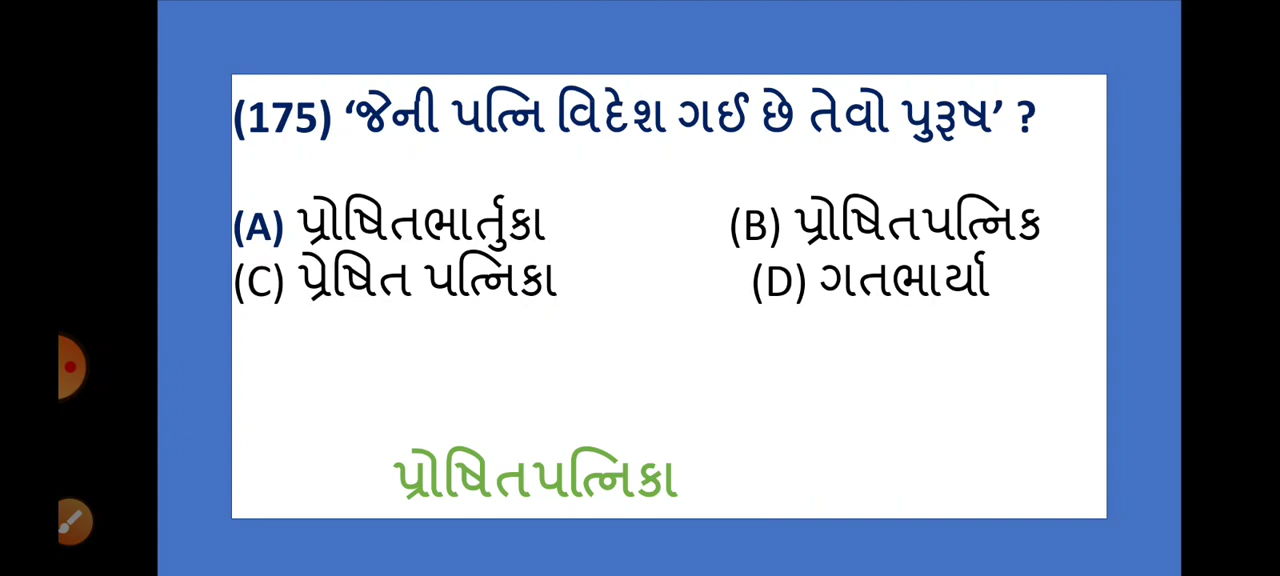 (175) ‘જેની પત્નિ વિદેશ ગઈ છે તેવો પુરૂષ’ ?
(A) પ્રોષિતભાર્તુકા (B) પ્રોષિતપત્નિક
(C) પ્રેષિત પત્નિકા (D) ગતભાર્યા
પ્રોષિતપત્નિકા